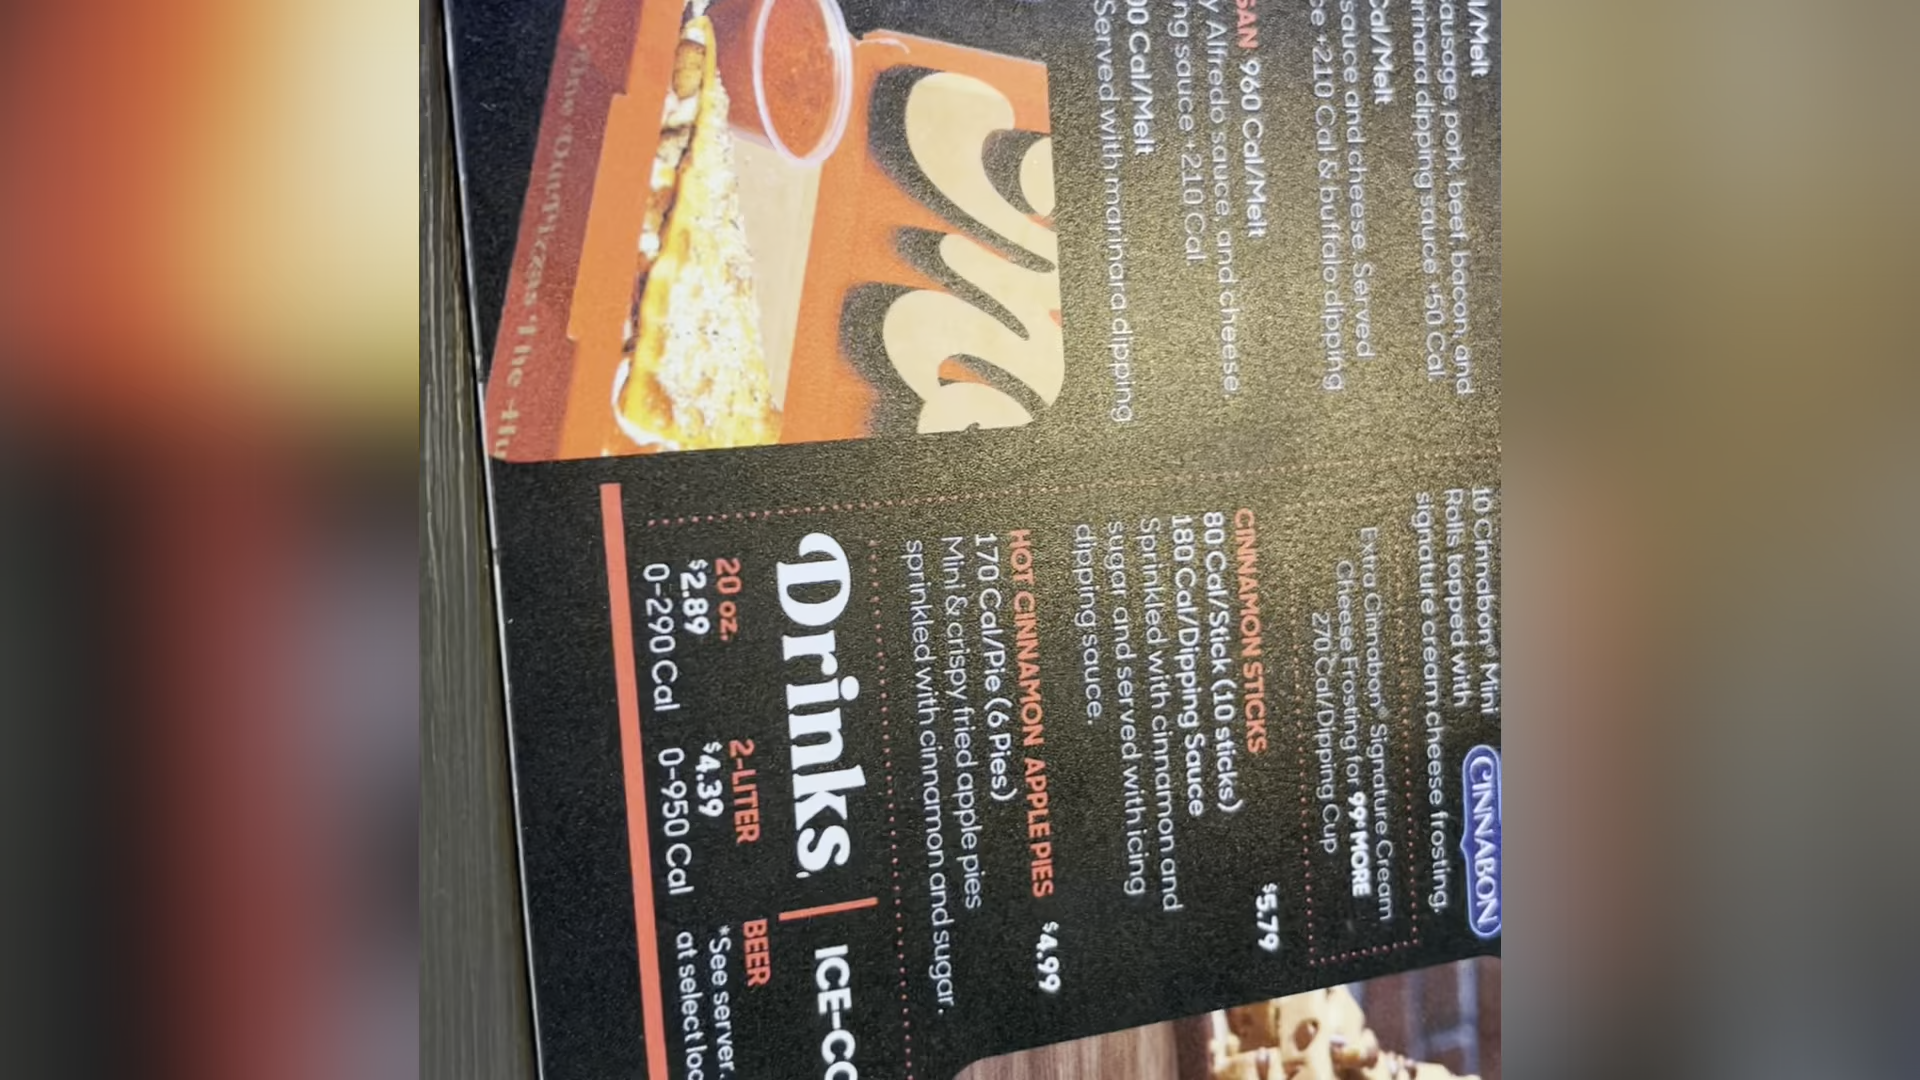 l/Melt
ausage, pork, beef, bacon, and
dipping sauce +50 Cal
Cal/Melt
sauce and cheese. Served
+210 Cal & buffalo dipping
960 Cal/Melt
Alfredo sauce, and cheese
sauce +210 Cal
00 Cal/Melt
Served with marinara dipping
10 Cinnabon® Mini
Rolls topped with
signature cream cheese frosting.
CINNABON
Extra Cinnabon® Signature Cream
Cheese Frosting for 99¢ MORE
270 Cal/Dipping Cup
CINNAMON STICKS $5.79
80 Cal/Stick (10 sticks)
180 Cal/Dipping Sauce
Sprinkled with cinnamon and
sugar and served with icing
dipping sauce.
HOT CINNAMON APPLE PIES $4.99
170 Cal/Pie (6 Pies)
Mini & crispy fried apple pies
sprinkled with cinnamon and sugar.
Drinks ICE-CO
20 oz.
$2.89
0-290 Cal
2-LITER
$4.39
0-950 Cal
BEER
*See server.
at select loc